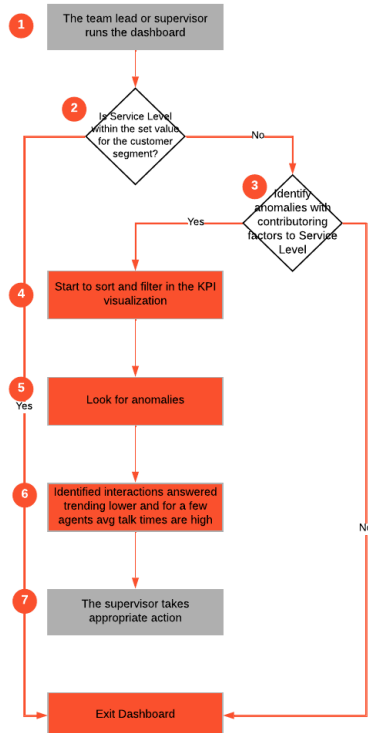 1
The team lead or supervisor
runs the dashboard
2
Is Service Level
within the set value
for the customer
segment?
No
3
Identify
anomalies with
contributoring
factors to Service
Level
Yes
4
Start to sort and filter in the KPI
visualization
5
Yes
Look for anomalies
6
Identified interactions answered
trending lower and for a few
agents avg talk times are high
7
The supervisor takes
appropriate action
Exit Dashboard